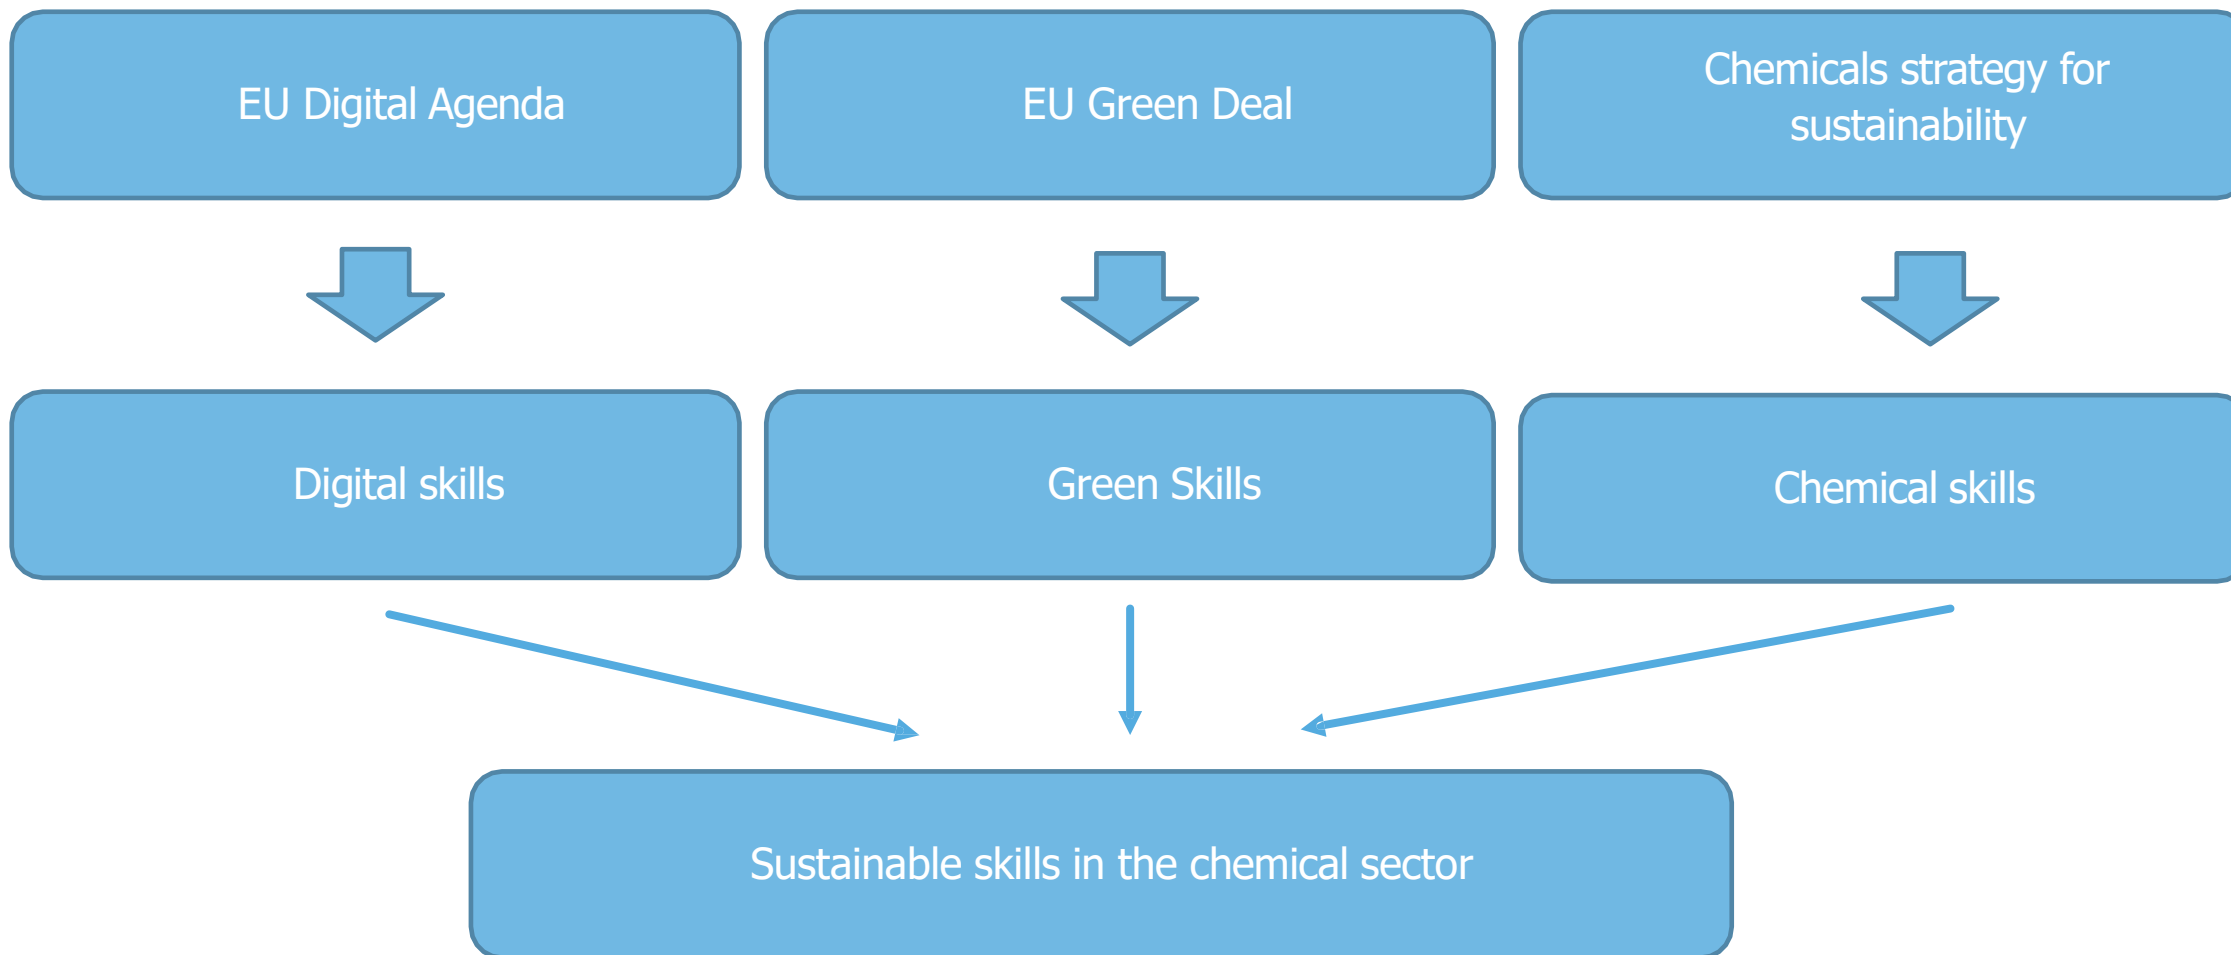 EU Digital Agenda
EU Green Deal
Chemicals strategy for
sustainability
Digital skills
Green Skills
Chemical skills
Sustainable skills in the chemical sector